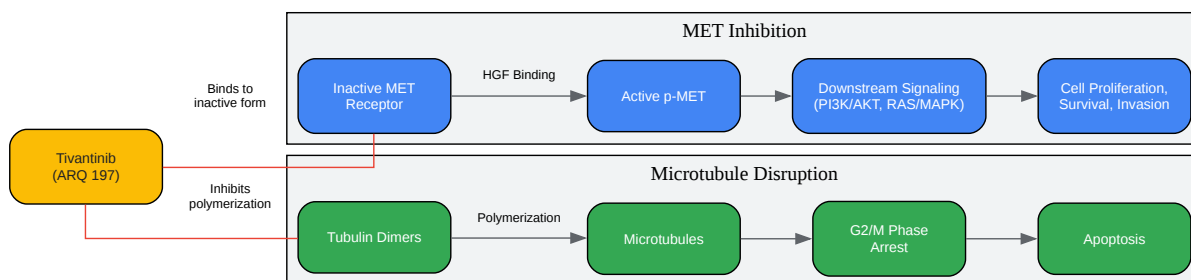 MET Inhibition
Binds to
inactive form
Inactive MET
Receptor
HGF Binding
Active p-MET
Downstream Signaling
(PI3K/AKT, RAS/MAPK)
Cell Proliferation,
Survival, Invasion
Tivantinib
(ARQ 197)
Microtubule Disruption
Inhibits
polymerization
Tubulin Dimers
Polymerization
Microtubules
G2/M Phase
Arrest
Apoptosis